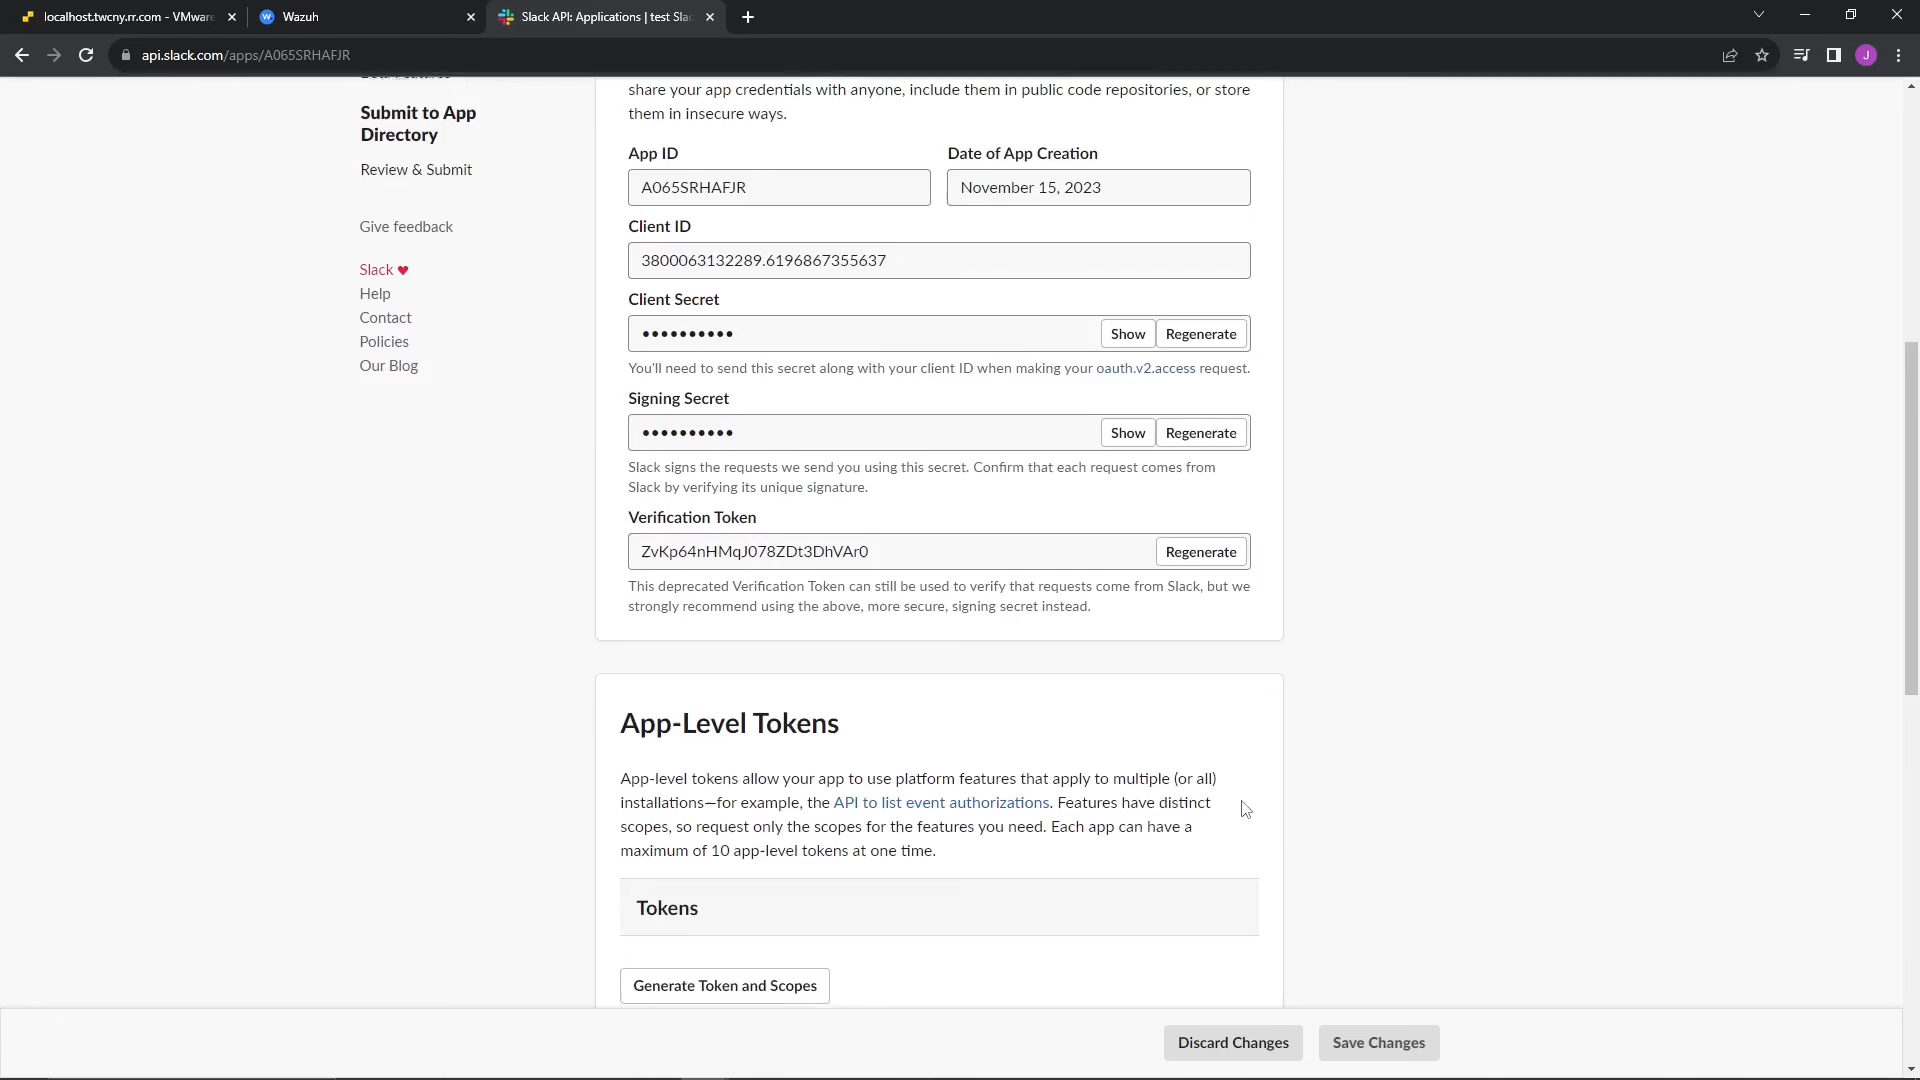 localhost.twcny.rr.com - VMware
Wazuh
Slack API: Applications | test Slac
api.slack.com/apps/A065SRHAFJR
J
Submit to App
Directory
Review & Submit
Give feedback
Slack ♥
Help
Contact
Policies
Our Blog
share your app credentials with anyone, include them in public code repositories, or store
them in insecure ways.
App ID
Date of App Creation
A065SRHAFJR
November 15, 2023
Client ID
3800063132289.6196867355637
Client Secret
••••••••••
Show
Regenerate
You'll need to send this secret along with your client ID when making your oauth.v2.access request.
Signing Secret
••••••••••
Show
Regenerate
Slack signs the requests we send you using this secret. Confirm that each request comes from
Slack by verifying its unique signature.
Verification Token
ZvKp64nHMqJ078ZDt3DhVAr0
Regenerate
This deprecated Verification Token can still be used to verify that requests come from Slack, but we
strongly recommend using the above, more secure, signing secret instead.
App-Level Tokens
App-level tokens allow your app to use platform features that apply to multiple (or all)
installations—for example, the API to list event authorizations. Features have distinct
scopes, so request only the scopes for the features you need. Each app can have a
maximum of 10 app-level tokens at one time.
Tokens
Generate Token and Scopes
Discard Changes
Save Changes